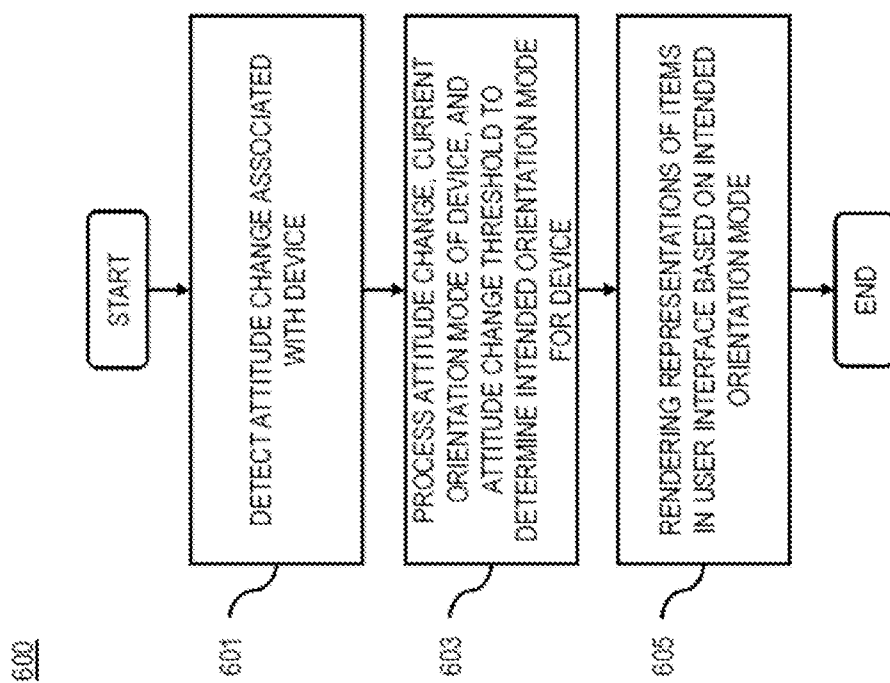 600
START
601
DETECT ATTITUDE CHANGE ASSOCIATED
WITH DEVICE
603
PROCESS ATTITUDE CHANGE, CURRENT
ORIENTATION MODE OF DEVICE, AND
ATTITUDE CHANGE THRESHOLD TO
DETERMINE INTENDED ORIENTATION MODE
FOR DEVICE
605
RENDERING REPRESENTATIONS OF ITEMS
IN USER INTERFACE BASED ON INTENDED
ORIENTATION MODE
END